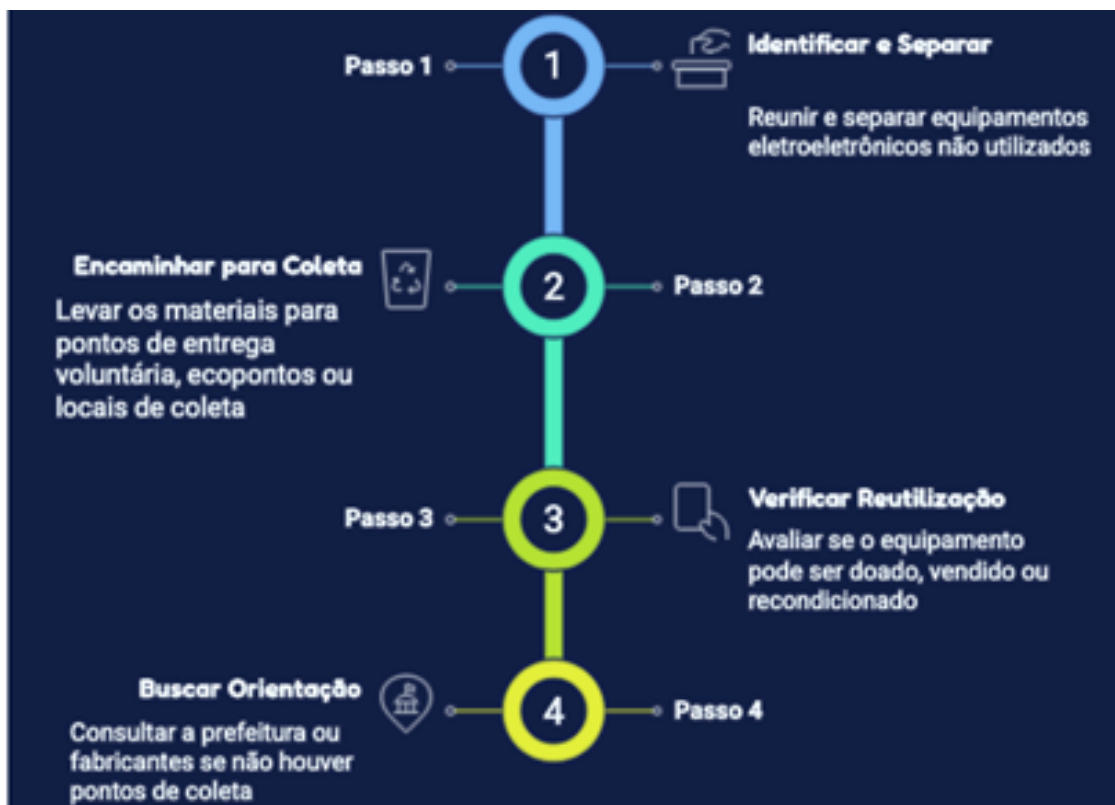 Passo 1
1
Identificar e Separar
Reunir e separar equipamentos
eletroeletrônicos não utilizados
Encaminhar para Coleta
Levar os materiais para
pontos de entrega
voluntária, ecopontos ou
locais de coleta
2
Passo 2
Passo 3
3
Verificar Reutilização
Avaliar se o equipamento
pode ser doado, vendido ou
recondicionado
Buscar Orientação
Consultar a prefeitura ou
fabricantes se não houver
pontos de coleta
4
Passo 4